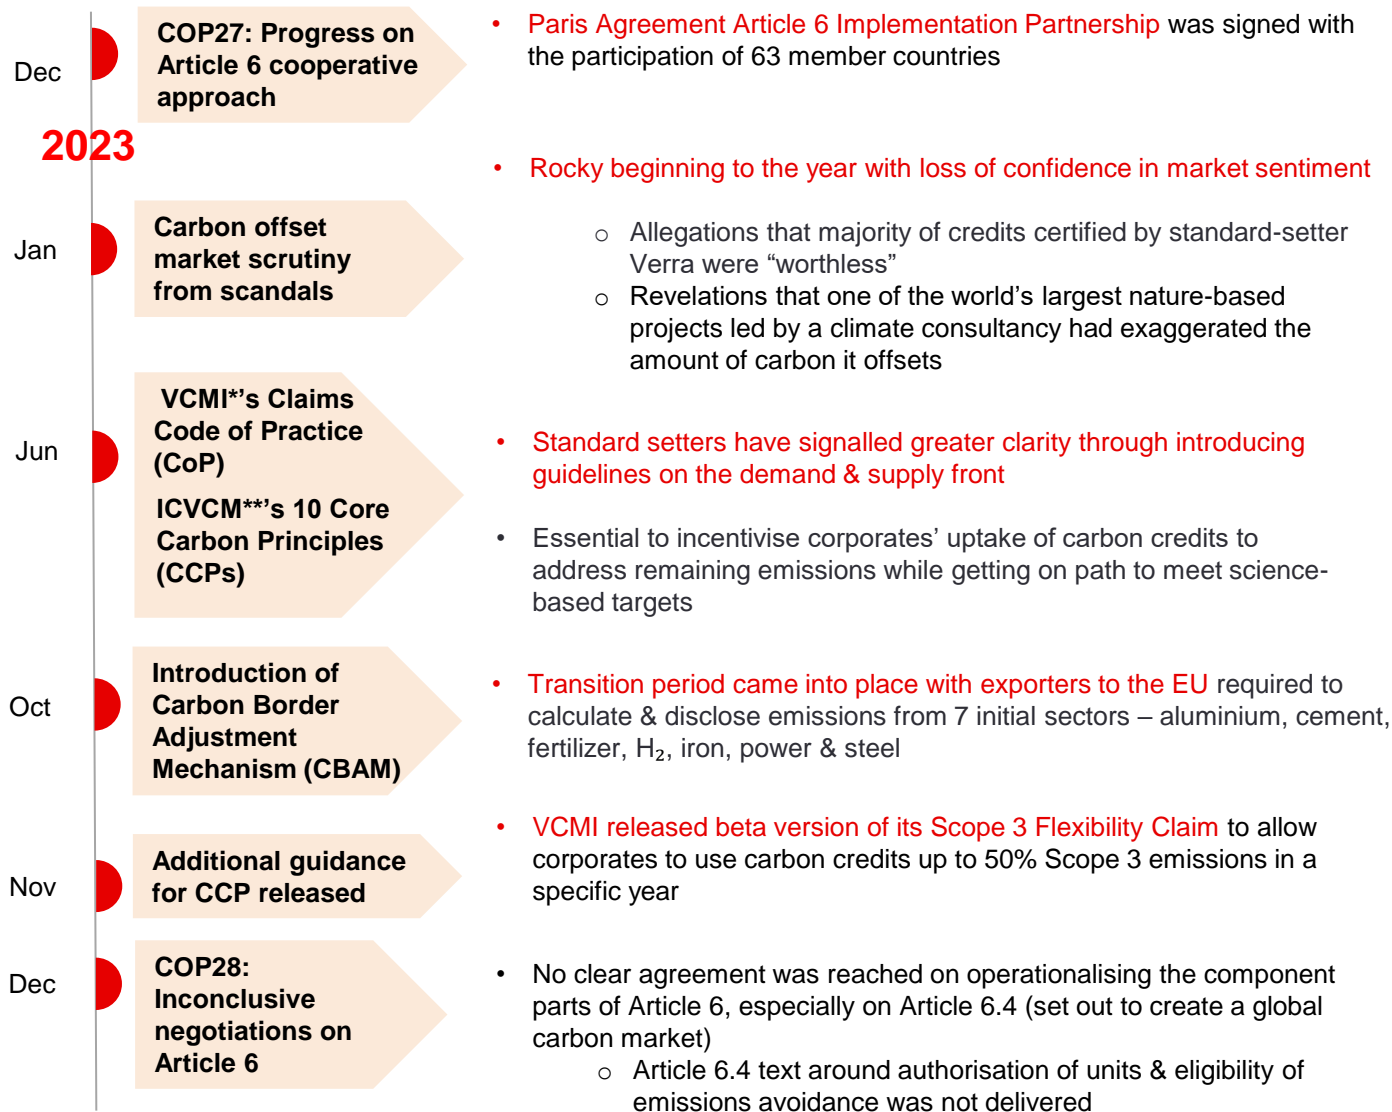 Dec
COP27: Progress on
Article 6 cooperative
approach
• Paris Agreement Article 6 Implementation Partnership was signed with
the participation of 63 member countries
2023
• Rocky beginning to the year with loss of confidence in market sentiment
Jan
Carbon offset
market scrutiny
from scandals
o Allegations that majority of credits certified by standard-setter
Verra were “worthless”
o Revelations that one of the world’s largest nature-based
projects led by a climate consultancy had exaggerated the
amount of carbon it offsets
Jun
VCMI*’s Claims
Code of Practice
(CoP)
ICVCM**’s 10 Core
Carbon Principles
(CCPs)
• Standard setters have signalled greater clarity through introducing
guidelines on the demand & supply front
• Essential to incentivise corporates’ uptake of carbon credits to
address remaining emissions while getting on path to meet science-
based targets
Oct
Introduction of
Carbon Border
Adjustment
Mechanism (CBAM)
• Transition period came into place with exporters to the EU required to
calculate & disclose emissions from 7 initial sectors – aluminium, cement,
fertilizer, H₂, iron, power & steel
Nov
Additional guidance
for CCP released
• VCMI released beta version of its Scope 3 Flexibility Claim to allow
corporates to use carbon credits up to 50% Scope 3 emissions in a
specific year
Dec
COP28:
Inconclusive
negotiations on
Article 6
• No clear agreement was reached on operationalising the component
parts of Article 6, especially on Article 6.4 (set out to create a global
carbon market)
o Article 6.4 text around authorisation of units & eligibility of
emissions avoidance was not delivered